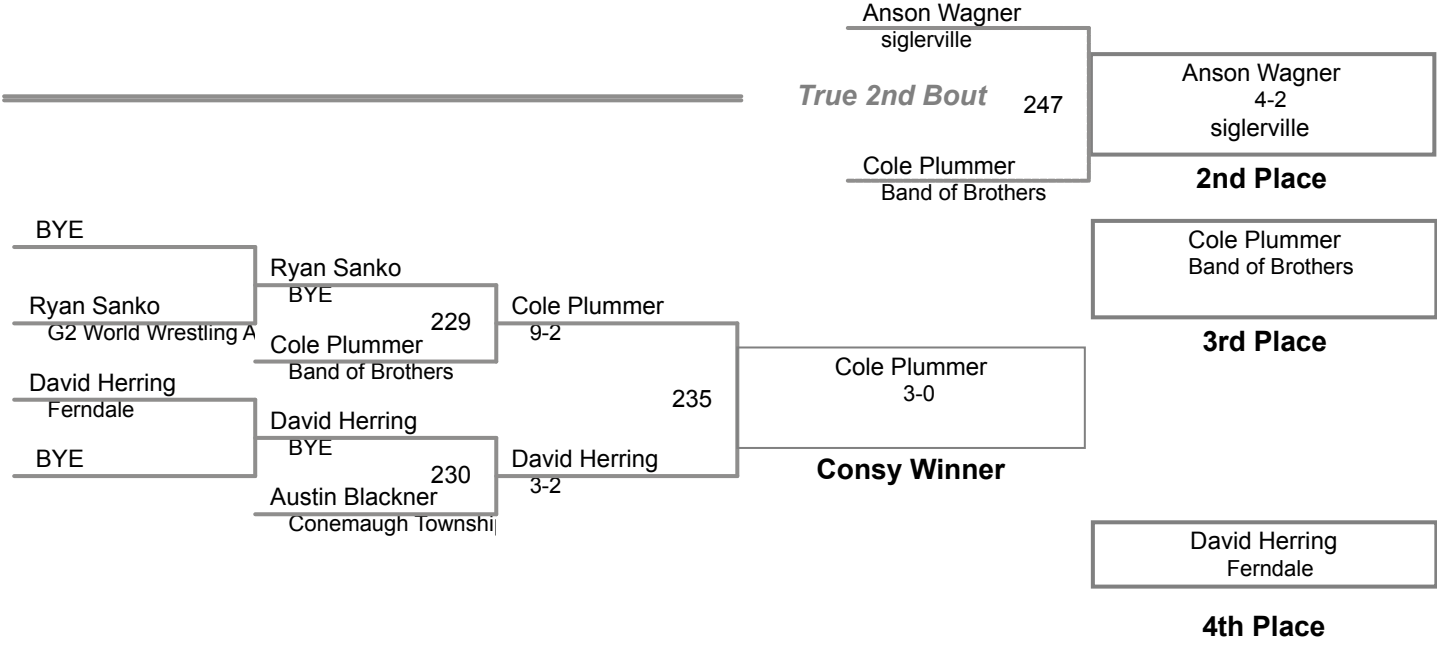 Anson Wagner
siglerville
True 2nd Bout
247
Cole Plummer
Band of Brothers
Anson Wagner
4-2
siglerville
2nd Place
Cole Plummer
Band of Brothers
3rd Place
BYE
Ryan Sanko
G2 World Wrestling A
David Herring
Ferndale
BYE
Ryan Sanko
BYE
229
Cole Plummer
Band of Brothers
David Herring
BYE
230
Austin Blackner
Conemaugh Townshi
Cole Plummer
9-2
235
David Herring
3-2
Cole Plummer
3-0
Consy Winner
David Herring
Ferndale
4th Place